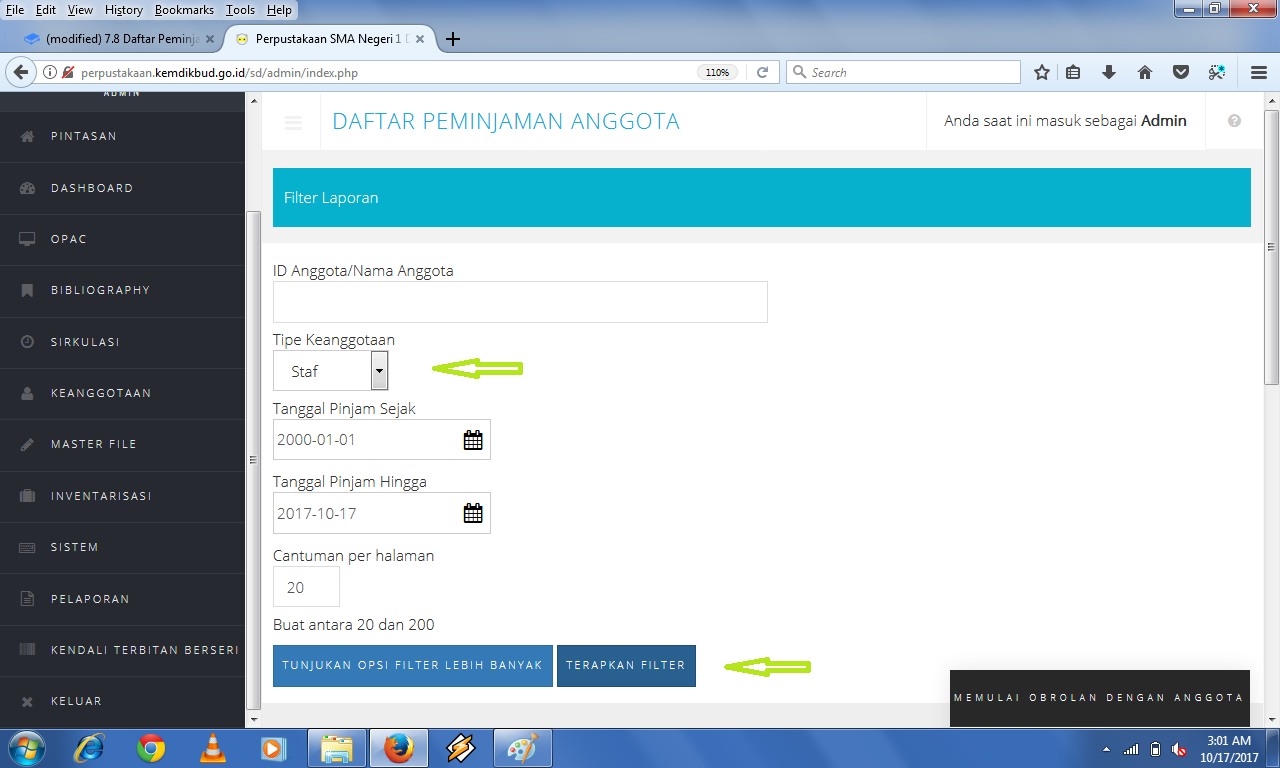 File Edit View History Bookmarks Tools Help
(modified) 7.8 Daftar Peminja
Perpustakaan SMA Negeri 1 D
perpustakaan.kemdikbud.go.id/sd/admin/index.php
110%
Search
ADMIN
PINTASAN
DASHBOARD
OPAC
BIBLIOGRAPHY
SIRKULASI
KEANGGOTAAN
MASTER FILE
INVENTARISASI
SISTEM
PELAPORAN
KENDALI TERBITAN BERSERI
KELUAR
DAFTAR PEMINJAMAN ANGGOTA
Anda saat ini masuk sebagai Admin
Filter Laporan
ID Anggota/Nama Anggota
Tipe Keanggotaan
Staf
Tanggal Pinjam Sejak
2000-01-01
Tanggal Pinjam Hingga
2017-10-17
Cantuman per halaman
20
Buat antara 20 dan 200
TUNJUKAN OPSI FILTER LEBIH BANYAK
TERAPKAN FILTER
MEMULAI OBROLAN DENGAN ANGGOTA
3:01 AM
10/17/2017